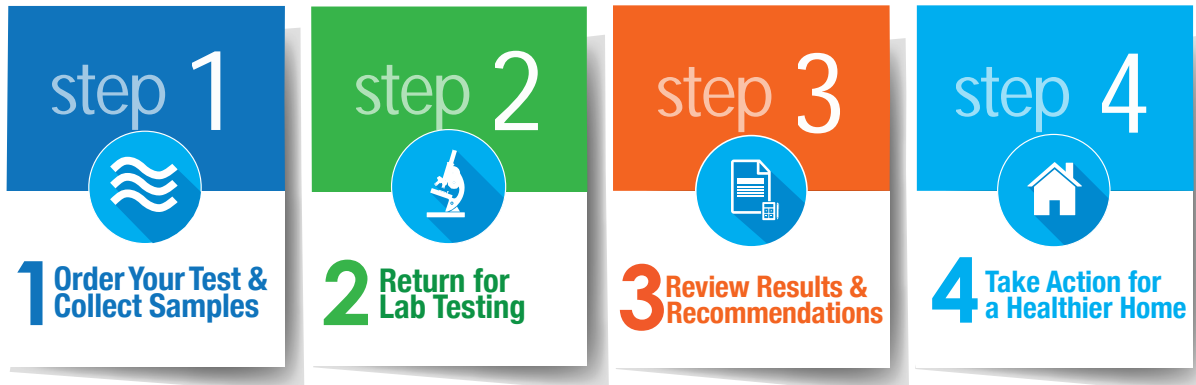 step 1
step 2
step 3
step 4
1 Order Your Test &
Collect Samples
2 Return for
Lab Testing
3 Review Results &
Recommendations
4 Take Action for
a Healthier Home